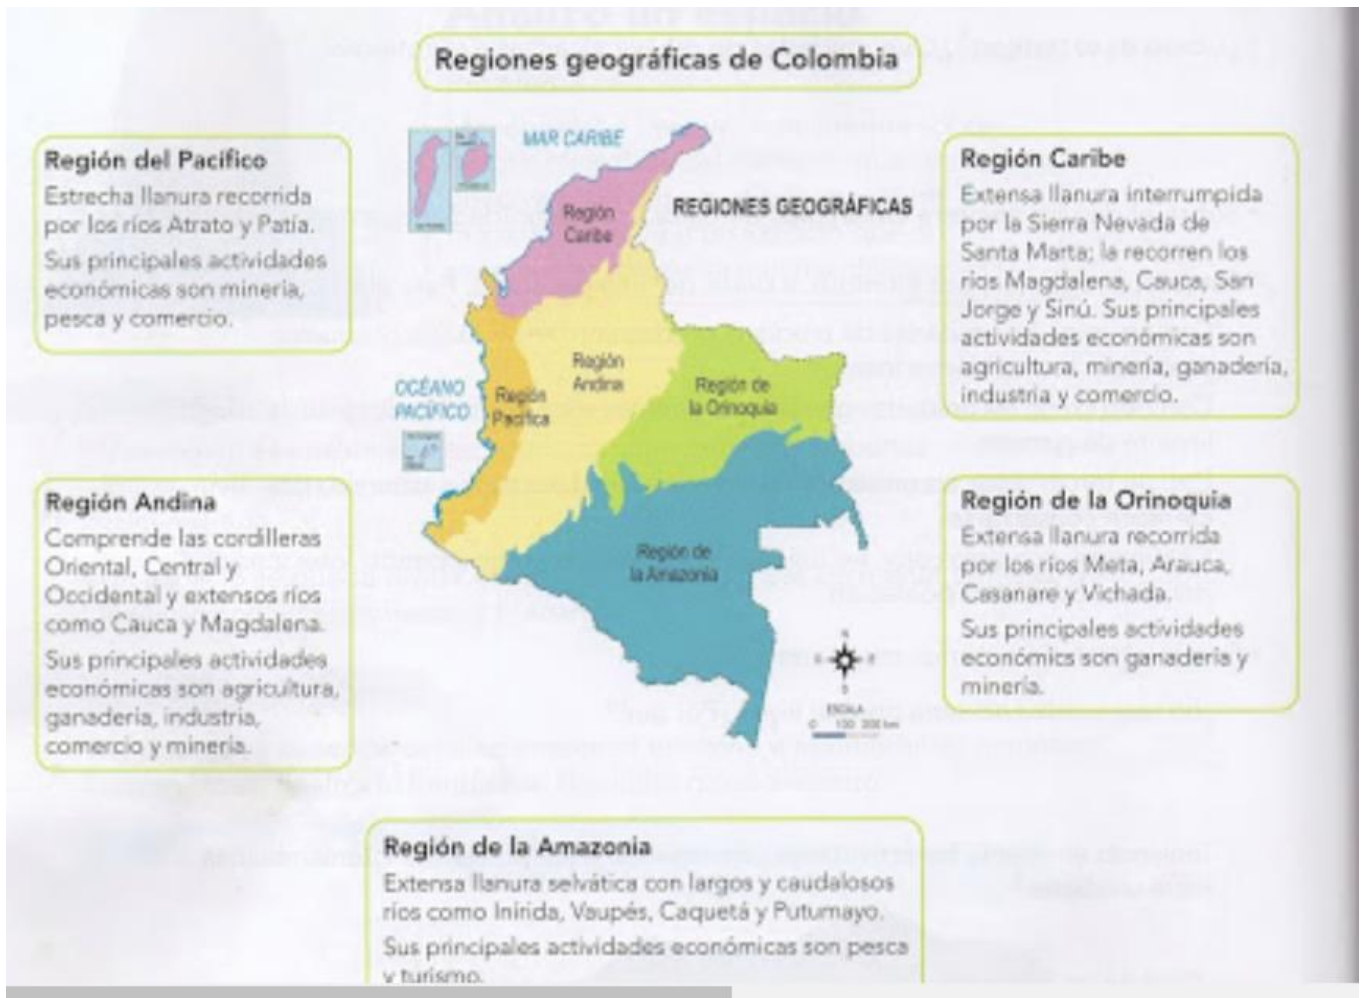 Regiones geográficas de Colombia
Región del Pacífico
Estrecha llanura recorrida
por los ríos Atrato y Patía.
Sus principales actividades
económicas son minería,
pesca y comercio.
Región Andina
Comprende las cordilleras
Oriental, Central y
Occidental y extensos ríos
como Cauca y Magdalena.
Sus principales actividades
económicas son agricultura,
ganadería, industria,
comercio y minería.
MAR CARIBE
REGIONES GEOGRÁFICAS
Región
Caribe
Región
Andina
OCÉANO
PACÍFICO
Región
Pacífica
Región de
la Orinoquia
Región de
la Amazonia
N
S
ESCALA
0 100 200 km
Región Caribe
Extensa llanura interrumpida
por la Sierra Nevada de
Santa Marta; la recorren los
ríos Magdalena, Cauca, San
Jorge y Sinú. Sus principales
actividades económicas son
agricultura, minería, ganadería,
industria y comercio.
Región de la Orinoquia
Extensa llanura recorrida
por los ríos Meta, Arauca,
Casanare y Vichada.
Sus principales actividades
económics son ganadería y
minería.
Región de la Amazonia
Extensa llanura selvática con largos y caudalosos
ríos como Inírida, Vaupés, Caquetá y Putumayo.
Sus principales actividades económicas son pesca
y turismo.